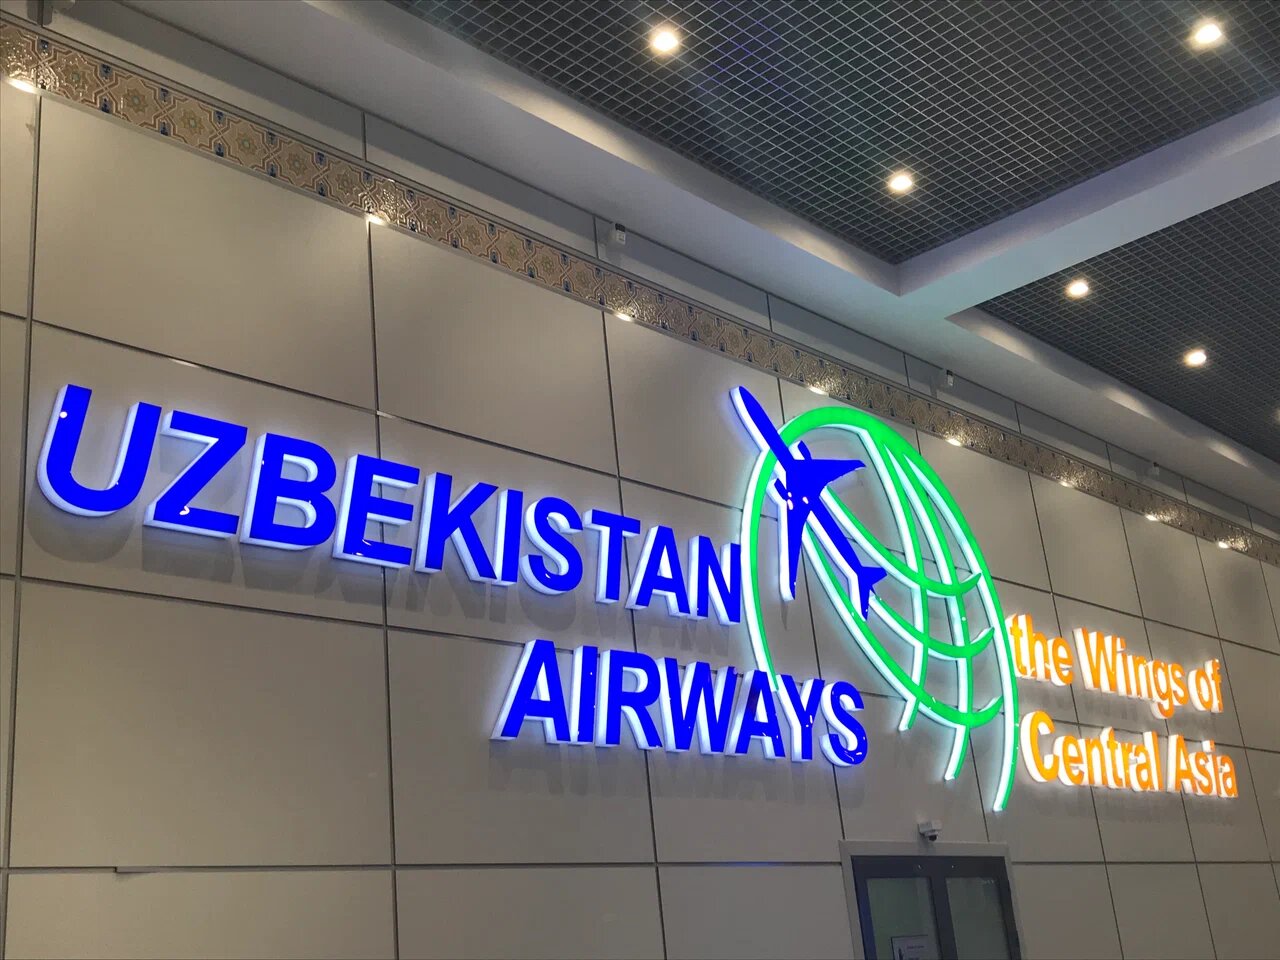 UZBEKISTAN
AIRWAYS
the Wings of
Central Asia